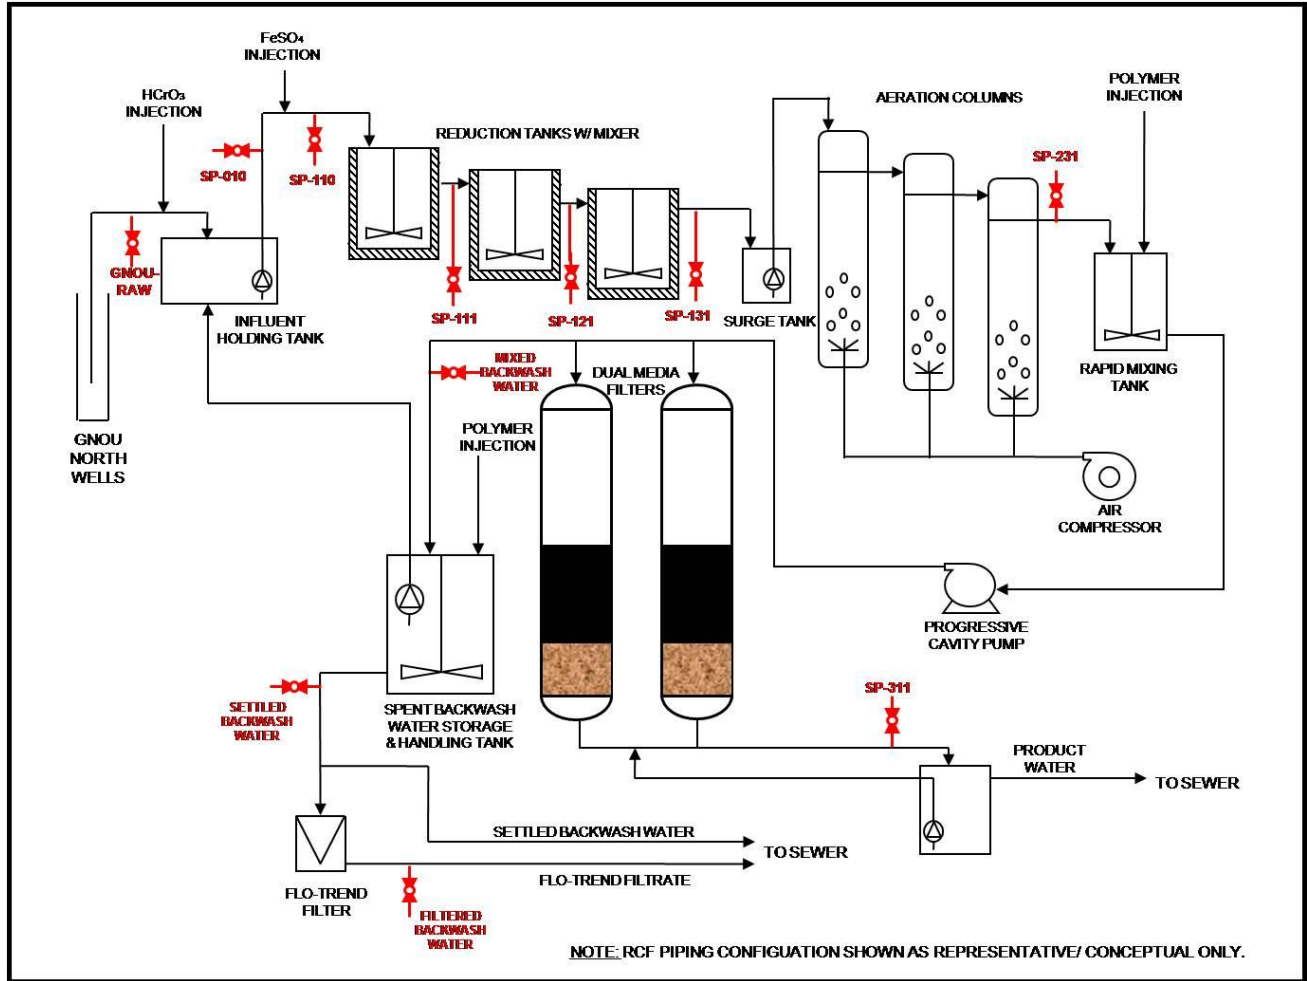 FeSO₄
INJECTION
HCrO₃
INJECTION
POLYMER
INJECTION
AERATION COLUMNS
REDUCTION TANKS W/ MIXER
SP-010
SP-110
SP-231
GNOU-
RAW
SP-111
SP-121
SP-131
SURGE TANK
INFLUENT
HOLDING TANK
RAPID MIXING
TANK
MIXED
BACKWASH
WATER
DUAL MEDIA
FILTERS
GNOU
NORTH
WELLS
POLYMER
INJECTION
AIR
COMPRESSOR
PROGRESSIVE
CAVITY PUMP
SETTLED
BACKWASH
WATER
SPENT BACKWASH
WATER STORAGE
& HANDLING TANK
SP-311
PRODUCT
WATER
TO SEWER
SETTLED BACKWASH WATER
TO SEWER
FLO-TREND FILTRATE
FLO-TREND
FILTER
FILTERED
BACKWASH
WATER
NOTE: RCF PIPING CONFIGUATION SHOWN AS REPRESENTATIVE/ CONCEPTUAL ONLY.